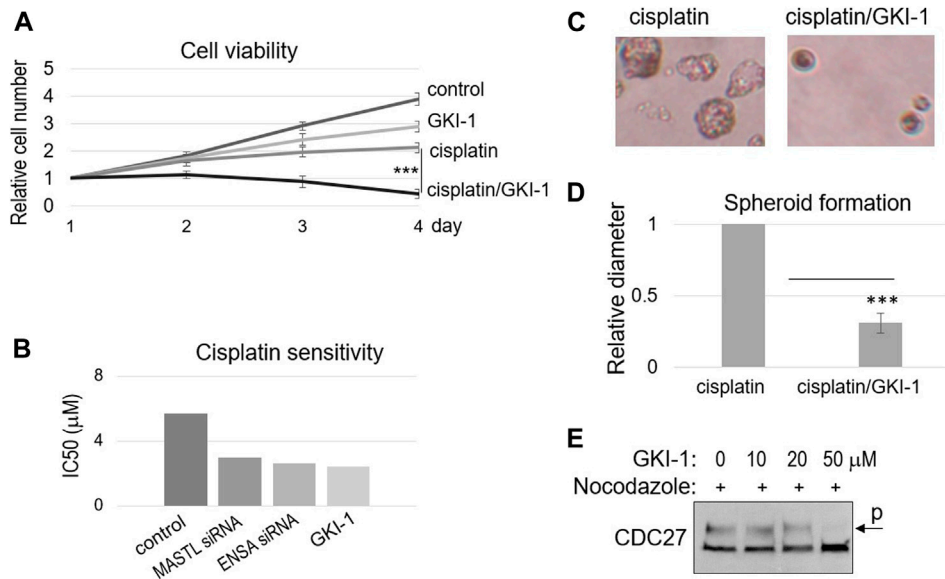 A
Cell viability
Relative cell number
5
4
3
2
1
0
control
GKI-1
cisplatin
***
cisplatin/GKI-1
1 2 3 4 day
B
Cisplatin sensitivity
IC50 (μM)
8
4
0
control
MASTL siRNA
ENSA siRNA
GKI-1
C
cisplatin cisplatin/GKI-1
D
Spheroid formation
Relative diameter
1
0.5
0
***
cisplatin cisplatin/GKI-1
E
GKI-1: 0 10 20 50 μM
Nocodazole: + + + +
CDC27
p